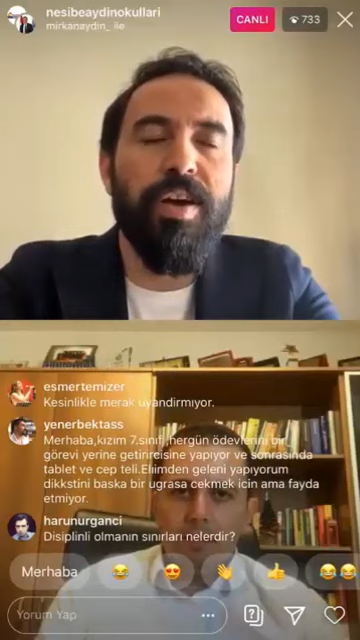 nesibeaydinokullari
mirkanaydin_ ile
CANLI
733
esmertemizer
Kesinlikle merak uyandirmıyor.
yenerbektass
Merhaba,kızım 7.sınıf ,hergün ödevlerini bir
görevi yerine getinrcisine yapıyor ve sonrasında
tablet ve cep teli.Elimden geleni yapıyorum
dikkstini baska bir ugrasa cekmek icin ama fayda
etmiyor.
harunurganci
Disiplinli olmanın sınırları nelerdir?
Merhaba
Yorum Yap